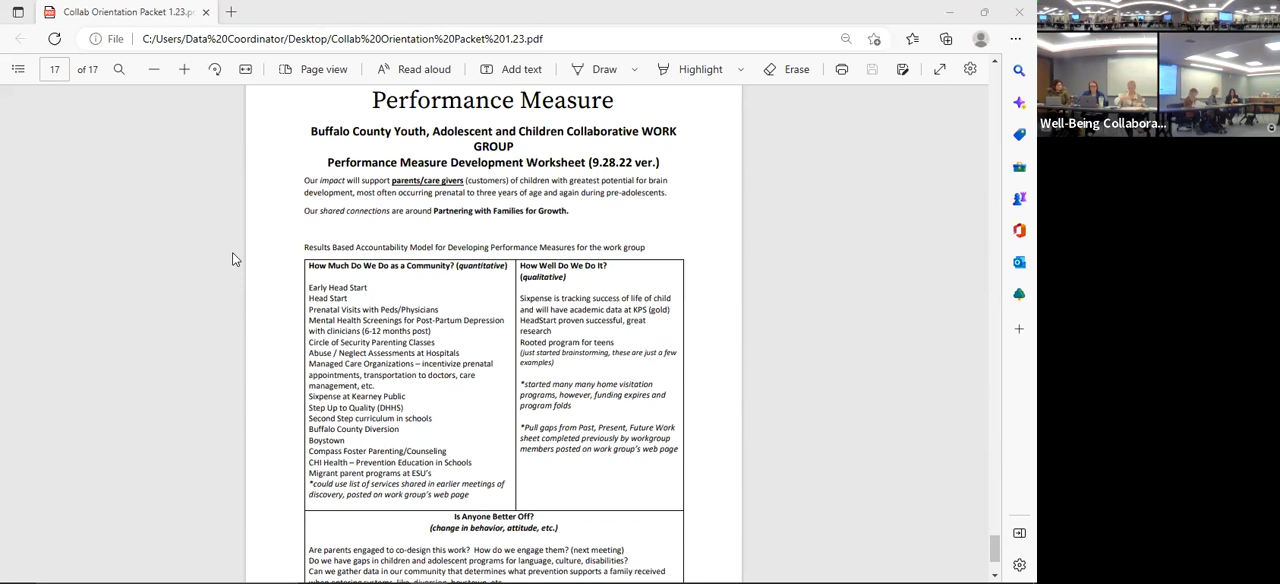 Collab Orientation Packet 1.23.p
File
C:/Users/Data%20Coordinator/Desktop/Collab%20Orientation%20Packet%201.23.pdf
17 of 17
Page view
Read aloud
Add text
Draw
Highlight
Erase
Performance Measure
Buffalo County Youth, Adolescent and Children Collaborative WORK
GROUP
Performance Measure Development Worksheet (9.28.22 ver.)
Our impact will support parents/care givers (customers) of children with greatest potential for brain
development, most often occurring prenatal to three years of age and again during pre-adolescents.
Our shared connections are around Partnering with Families for Growth.
Results Based Accountability Model for Developing Performance Measures for the work group
How Much Do We Do as a Community? (quantitative)
Early Head Start
Head Start
Prenatal Visits with Peds/Physicians
Mental Health Screenings for Post-Partum Depression
with clinicians (6-12 months post)
Circle of Security Parenting Classes
Abuse / Neglect Assessments at Hospitals
Managed Care Organizations – incentivize prenatal
appointments, transportation to doctors, care
management, etc.
Sixpense at Kearney Public
Step Up to Quality (DHHS)
Second Step curriculum in schools
Buffalo County Diversion
Boystown
Compass Foster Parenting/Counseling
CHI Health – Prevention Education in Schools
Migrant parent programs at ESU's
*could use list of services shared in earlier meetings of
discovery, posted on work group's web page
How Well Do We Do It?
(qualitative)
Sixpense is tracking success of life of child
and will have academic data at KPS (gold)
HeadStart proven successful, great
research
Rooted program for teens
(just started brainstorming, these are just a few
examples)
*started many many home visitation
programs, however, funding expires and
program folds
*Pull gaps from Past, Present, Future Work
sheet completed previously by workgroup
members posted on work group's web page
Is Anyone Better Off?
(change in behavior, attitude, etc.)
Are parents engaged to co-design this work? How do we engage them? (next meeting)
Do we have gaps in children and adolescent programs for language, culture, disabilities?
Can we gather data in our community that determines what prevention supports a family received
when entering systems, like, diversion, boystown, etc.
Well-Being Collabora...